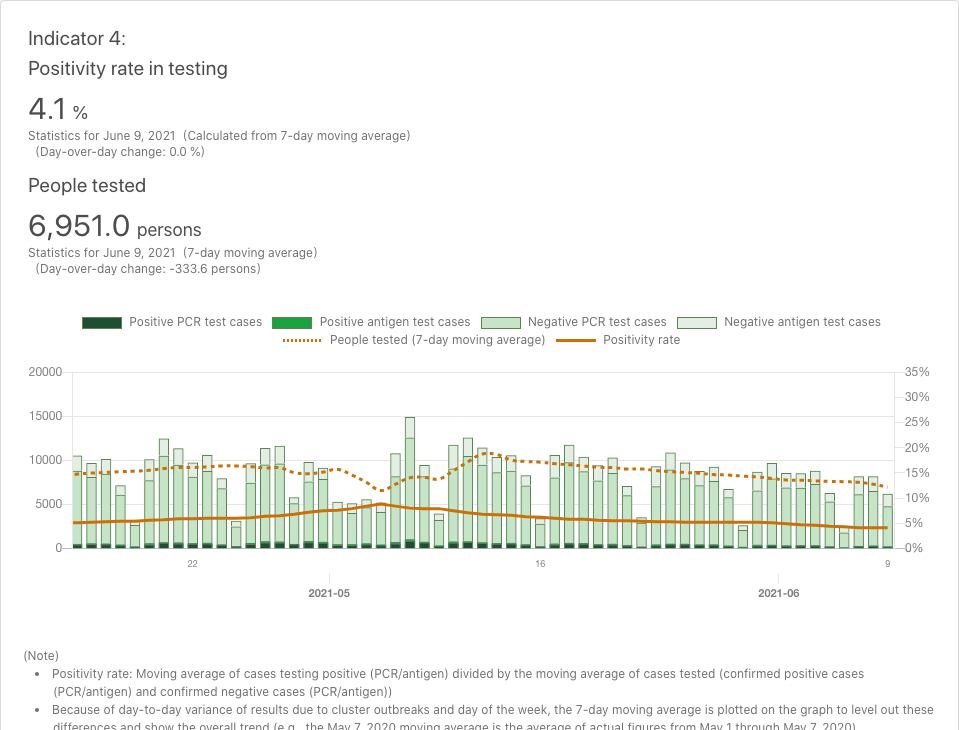 Indicator 4:
Positivity rate in testing
4.1 %
Statistics for June 9, 2021 (Calculated from 7-day moving average)
(Day-over-day change: 0.0 %)
People tested
6,951.0 persons
Statistics for June 9, 2021 (7-day moving average)
(Day-over-day change: -333.6 persons)
Positive PCR test cases Positive antigen test cases Negative PCR test cases Negative antigen test cases
People tested (7-day moving average) Positivity rate
20000 35%
30%
15000 25%
20%
10000 15%
10%
5000 5%
0 0%
22 16 9
2021-05 2021-06
(Note)
• Positivity rate: Moving average of cases testing positive (PCR/antigen) divided by the moving average of cases tested (confirmed positive cases
(PCR/antigen) and confirmed negative cases (PCR/antigen))
• Because of day-to-day variance of results due to cluster outbreaks and day of the week, the 7-day moving average is plotted on the graph to level out these
differences and show the overall trend (e.g., the May 7, 2020 moving average is the average of actual figures from May 1 through May 7, 2020)